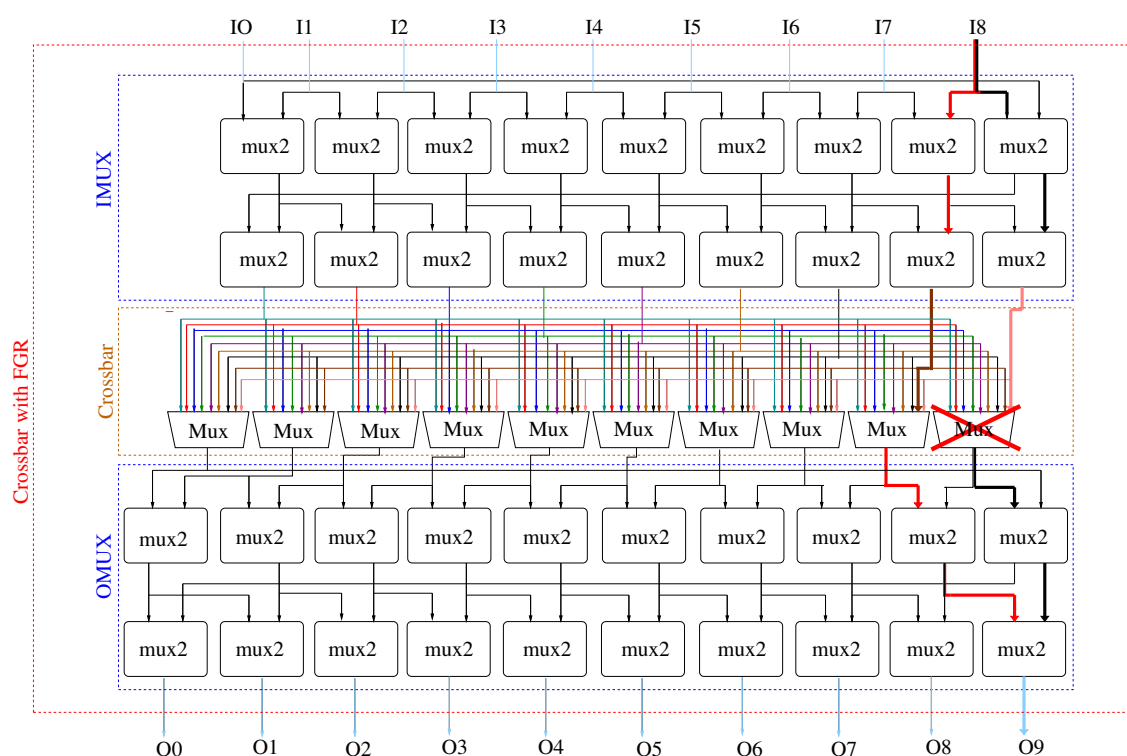 IO I1 I2 I3 I4 I5 I6 I7 I8
mux2 mux2 mux2 mux2 mux2 mux2 mux2 mux2 mux2
IMUX
mux2 mux2 mux2 mux2 mux2 mux2 mux2 mux2 mux2
Crossbar with FGR
Crossbar
Mux Mux Mux Mux Mux Mux Mux Mux Mux Mux
mux2 mux2 mux2 mux2 mux2 mux2 mux2 mux2 mux2 mux2
OMUX
mux2 mux2 mux2 mux2 mux2 mux2 mux2 mux2 mux2 mux2
O0 O1 O2 O3 O4 O5 O6 O7 O8 O9